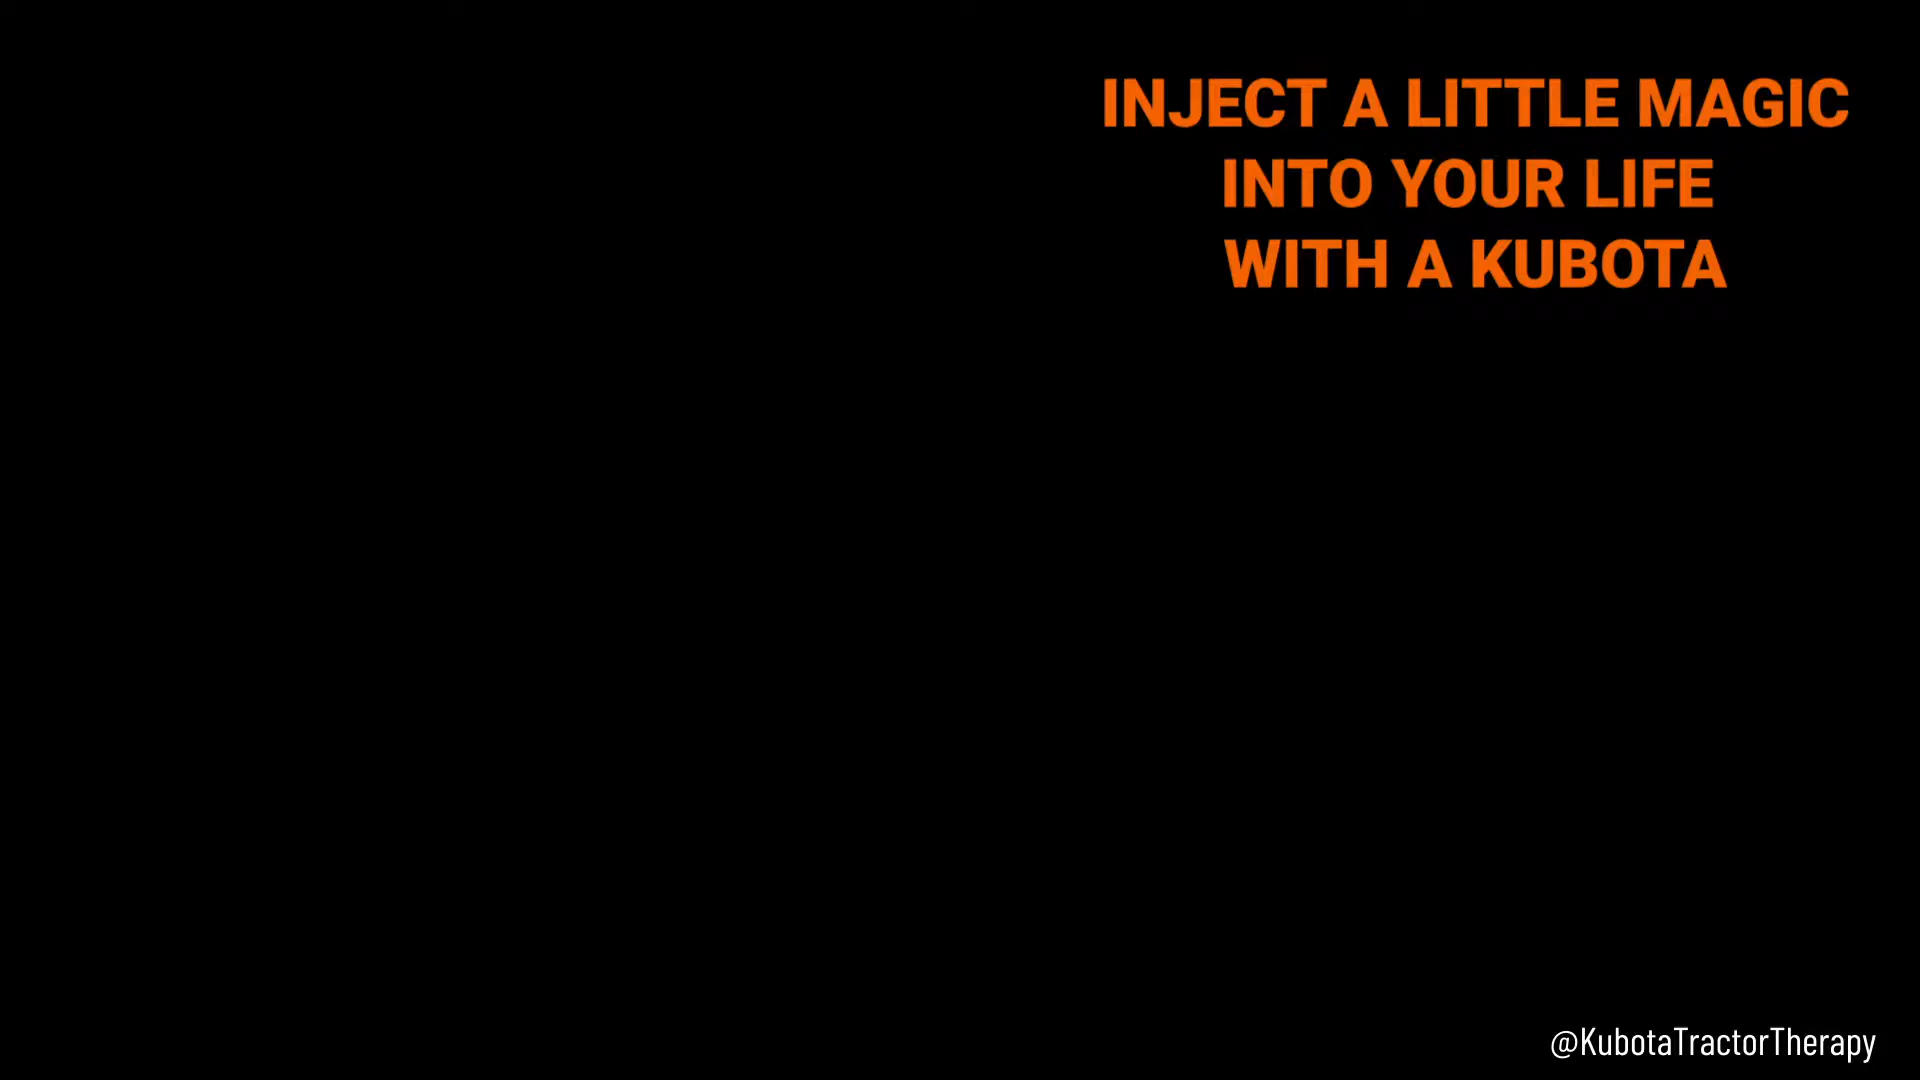 INJECT A LITTLE MAGIC
INTO YOUR LIFE
WITH A KUBOTA
@KubotaTractorTherapy